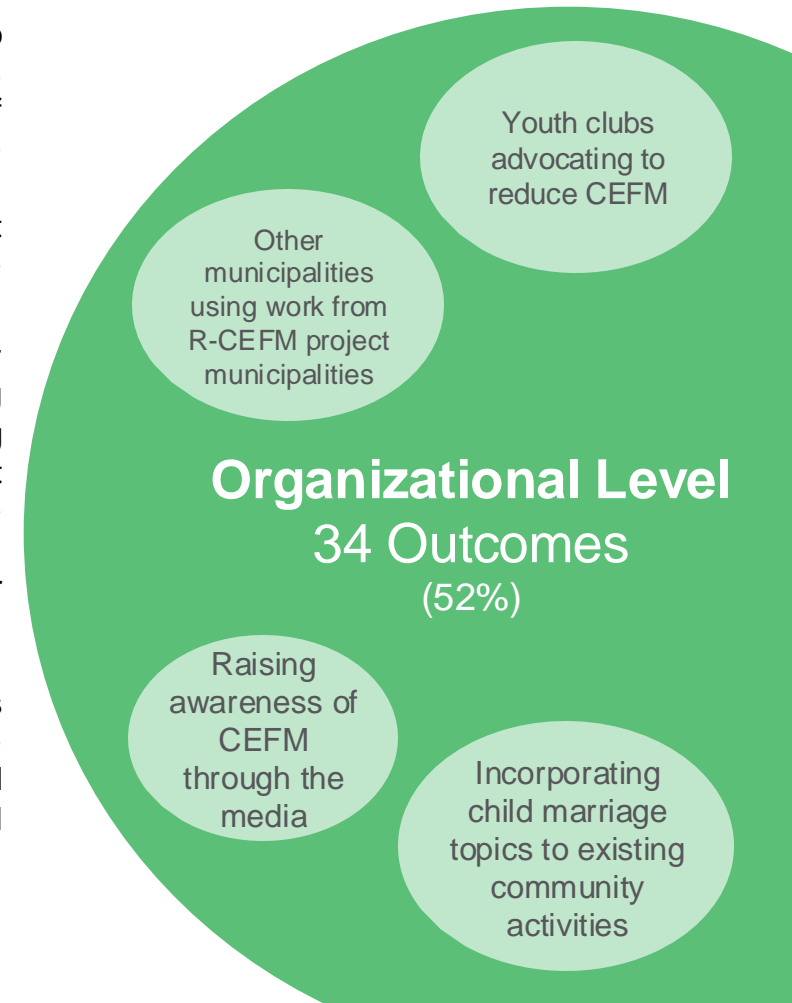 Youth clubs
advocating to
reduce CEFM
Other
municipalities
using work from
R-CEFM project
municipalities
Organizational Level
34 Outcomes
(52%)
Raising
awareness of
CEFM
through the
media
Incorporating
child marriage
topics to existing
community
activities